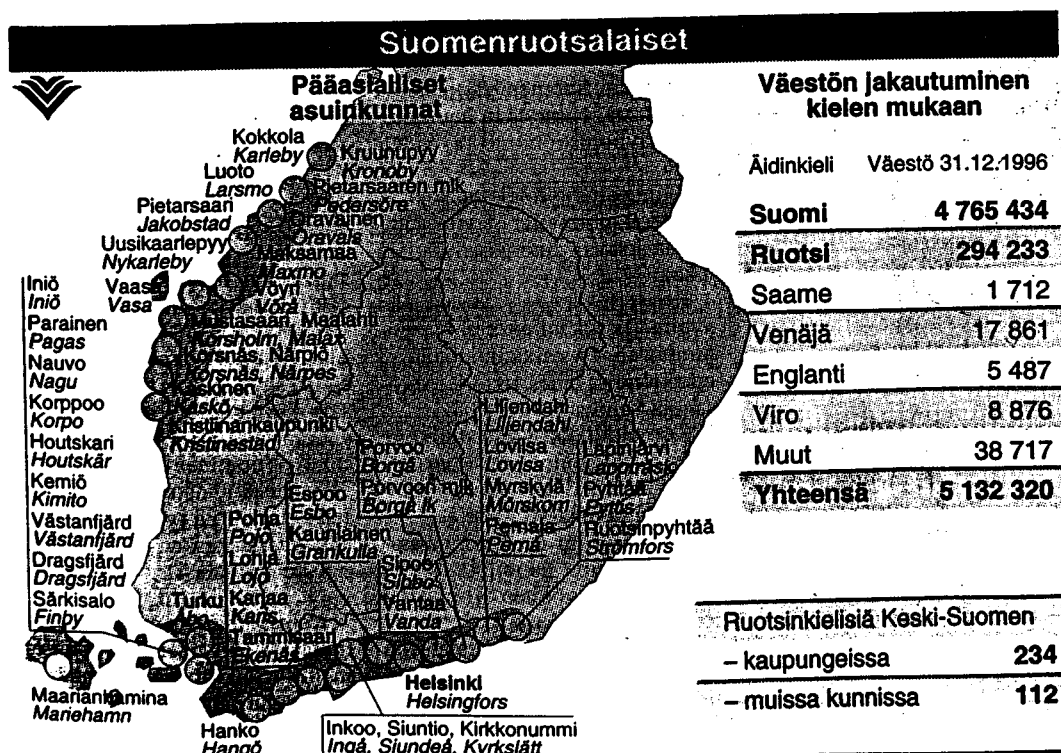 Suomenruotsalaiset
Pääasialliset
asuinkunnat
Kokkola
Karleby
Kruunupyy
Kronoby
Luoto
Larsmo
Pietarsaaren mlk
Pedersöre
Pietarsaari
Jakobstad
Oravainen
Oravais
Uusikaarlepyy
Nykarleby
Maksamaa
Maxmo
Vaasa
Vasa
Vöyri
Vörå
Mustasaari, Maalahti
Korsholm, Malax
Korsnäs, Närpiö
Korsnäs, Närpes
Kaskinen
Kaskö
Kristiinankaupunki
Kristinestad
Iniö
Iniö
Parainen
Pagas
Nauvo
Nagu
Korppoo
Korpo
Houtskari
Houtskär
Kemiö
Kimito
Västanfjärd
Västanfjärd
Dragsfjärd
Dragsfjärd
Särkisalo
Finby
Turku
Åbo
Pohja
Pojo
Lohja
Lojo
Karjaa
Karis
Tammisaari
Ekenäs
Espoo
Esbo
Kauniainen
Grankulla
Porvoo
Borgå
Porvoon mlk
Borgå lk
Sipoo
Sibbo
Vantaa
Vanda
Liljendahl
Liljendahl
Loviisa
Lovisa
Myrskylä
Mörskom
Pernaja
Pernå
Lapinjärvi
Lappträsk
Pyhtää
Pyttis
Ruotsinpyhtää
Strömfors
Maarianhamina
Mariehamn
Hanko
Hangö
Helsinki
Helsingfors
Inkoo, Siuntio, Kirkkonummi
Ingå, Sjundeå, Kyrkslätt
Väestön jakautuminen
kielen mukaan
Äidinkieli Väestö 31.12.1996
Suomi 4 765 434
Ruotsi 294 233
Saame 1 712
Venäjä 17 861
Englanti 5 487
Viro 8 876
Muut 38 717
Yhteensä 5 132 320
Ruotsinkielisiä Keski-Suomen
– kaupungeissa 234
– muissa kunnissa 112